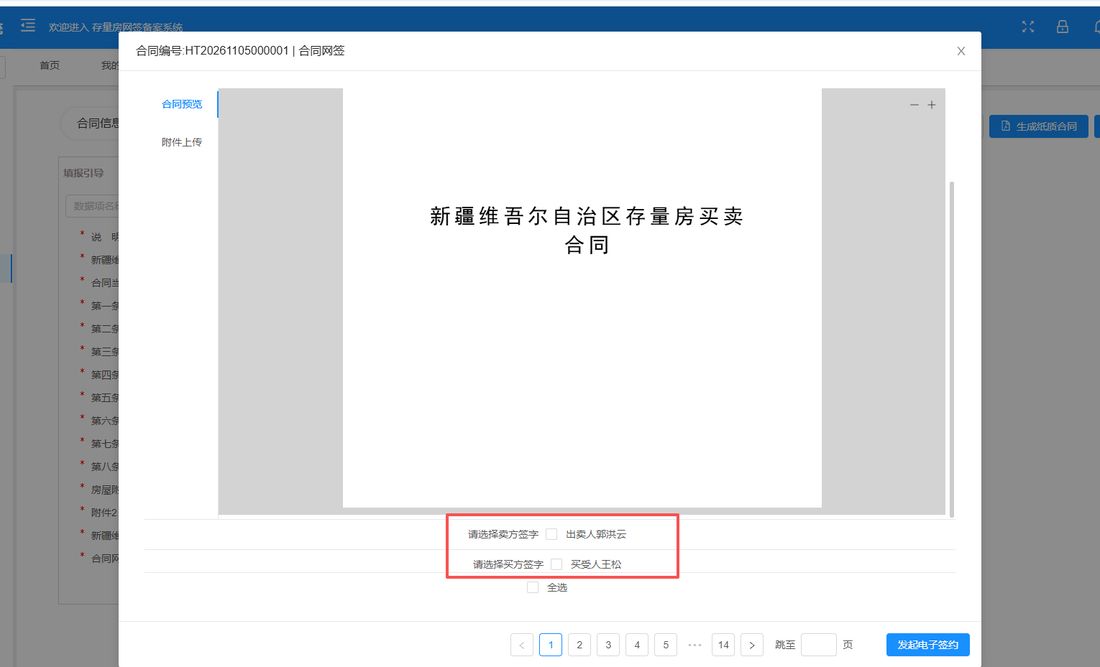 欢迎进入 存量房网签备案系统
合同编号:HT20261105000001 | 合同网签
首页
我的
合同预览
附件上传
合同信息
生成纸质合同
填报引导
数据项名
* 说 明
* 新疆维
* 合同当
* 第一条
* 第二条
* 第三条
* 第四条
* 第五条
* 第六条
* 第七条
* 第八条
* 房屋附
* 附件2
* 新疆维
* 合同网
新疆维吾尔自治区存量房买卖
合同
请选择卖方签字 出卖人郭洪云
请选择买方签字 买受人王松
全选
< 1 2 3 4 5 ••• 14 > 跳至 页
发起电子签约